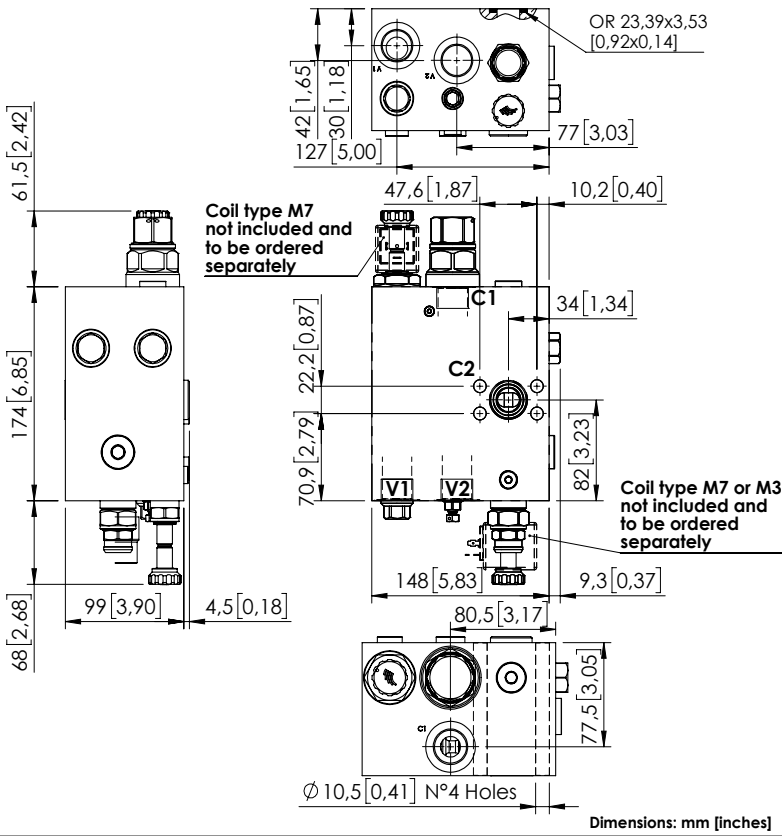 OR 23,39x3,53
[0,92x0,14]
V1
V2
42 [1,65]
30 [1,18]
77 [3,03]
127 [5,00]
61,5 [2,42]
47,6 [1,87]
10,2 [0,40]
Coil type M7
not included and
to be ordered
separately
C1
34 [1,34]
22,2 [0,87]
C2
174 [6,85]
70,9 [2,79]
82 [3,23]
V1
V2
Coil type M7 or M3
not included and
to be ordered
separately
148 [5,83]
9,3 [0,37]
99 [3,90]
4,5 [0,18]
80,5 [3,17]
68 [2,68]
77,5 [3,05]
C1
Ø 10,5 [0,41] N°4 Holes
Dimensions: mm [inches]